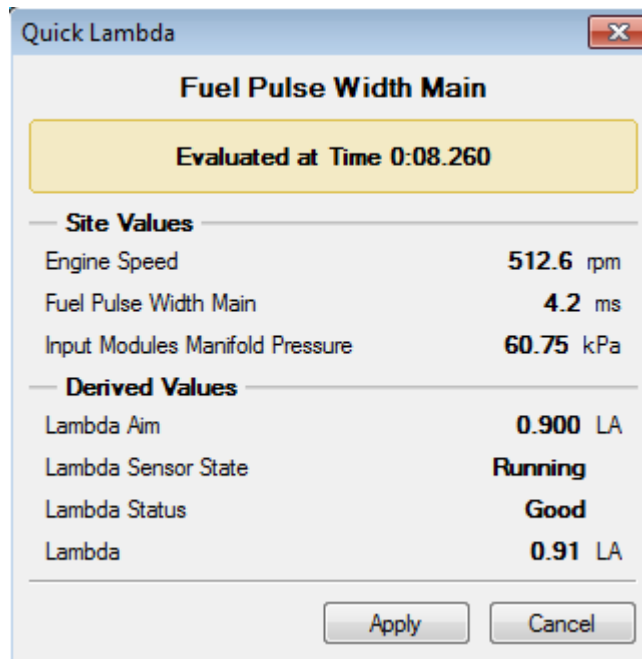 Quick Lambda
Fuel Pulse Width Main
Evaluated at Time 0:08.260
Site Values
Engine Speed 512.6 rpm
Fuel Pulse Width Main 4.2 ms
Input Modules Manifold Pressure 60.75 kPa
Derived Values
Lambda Aim 0.900 LA
Lambda Sensor State Running
Lambda Status Good
Lambda 0.91 LA
Apply Cancel